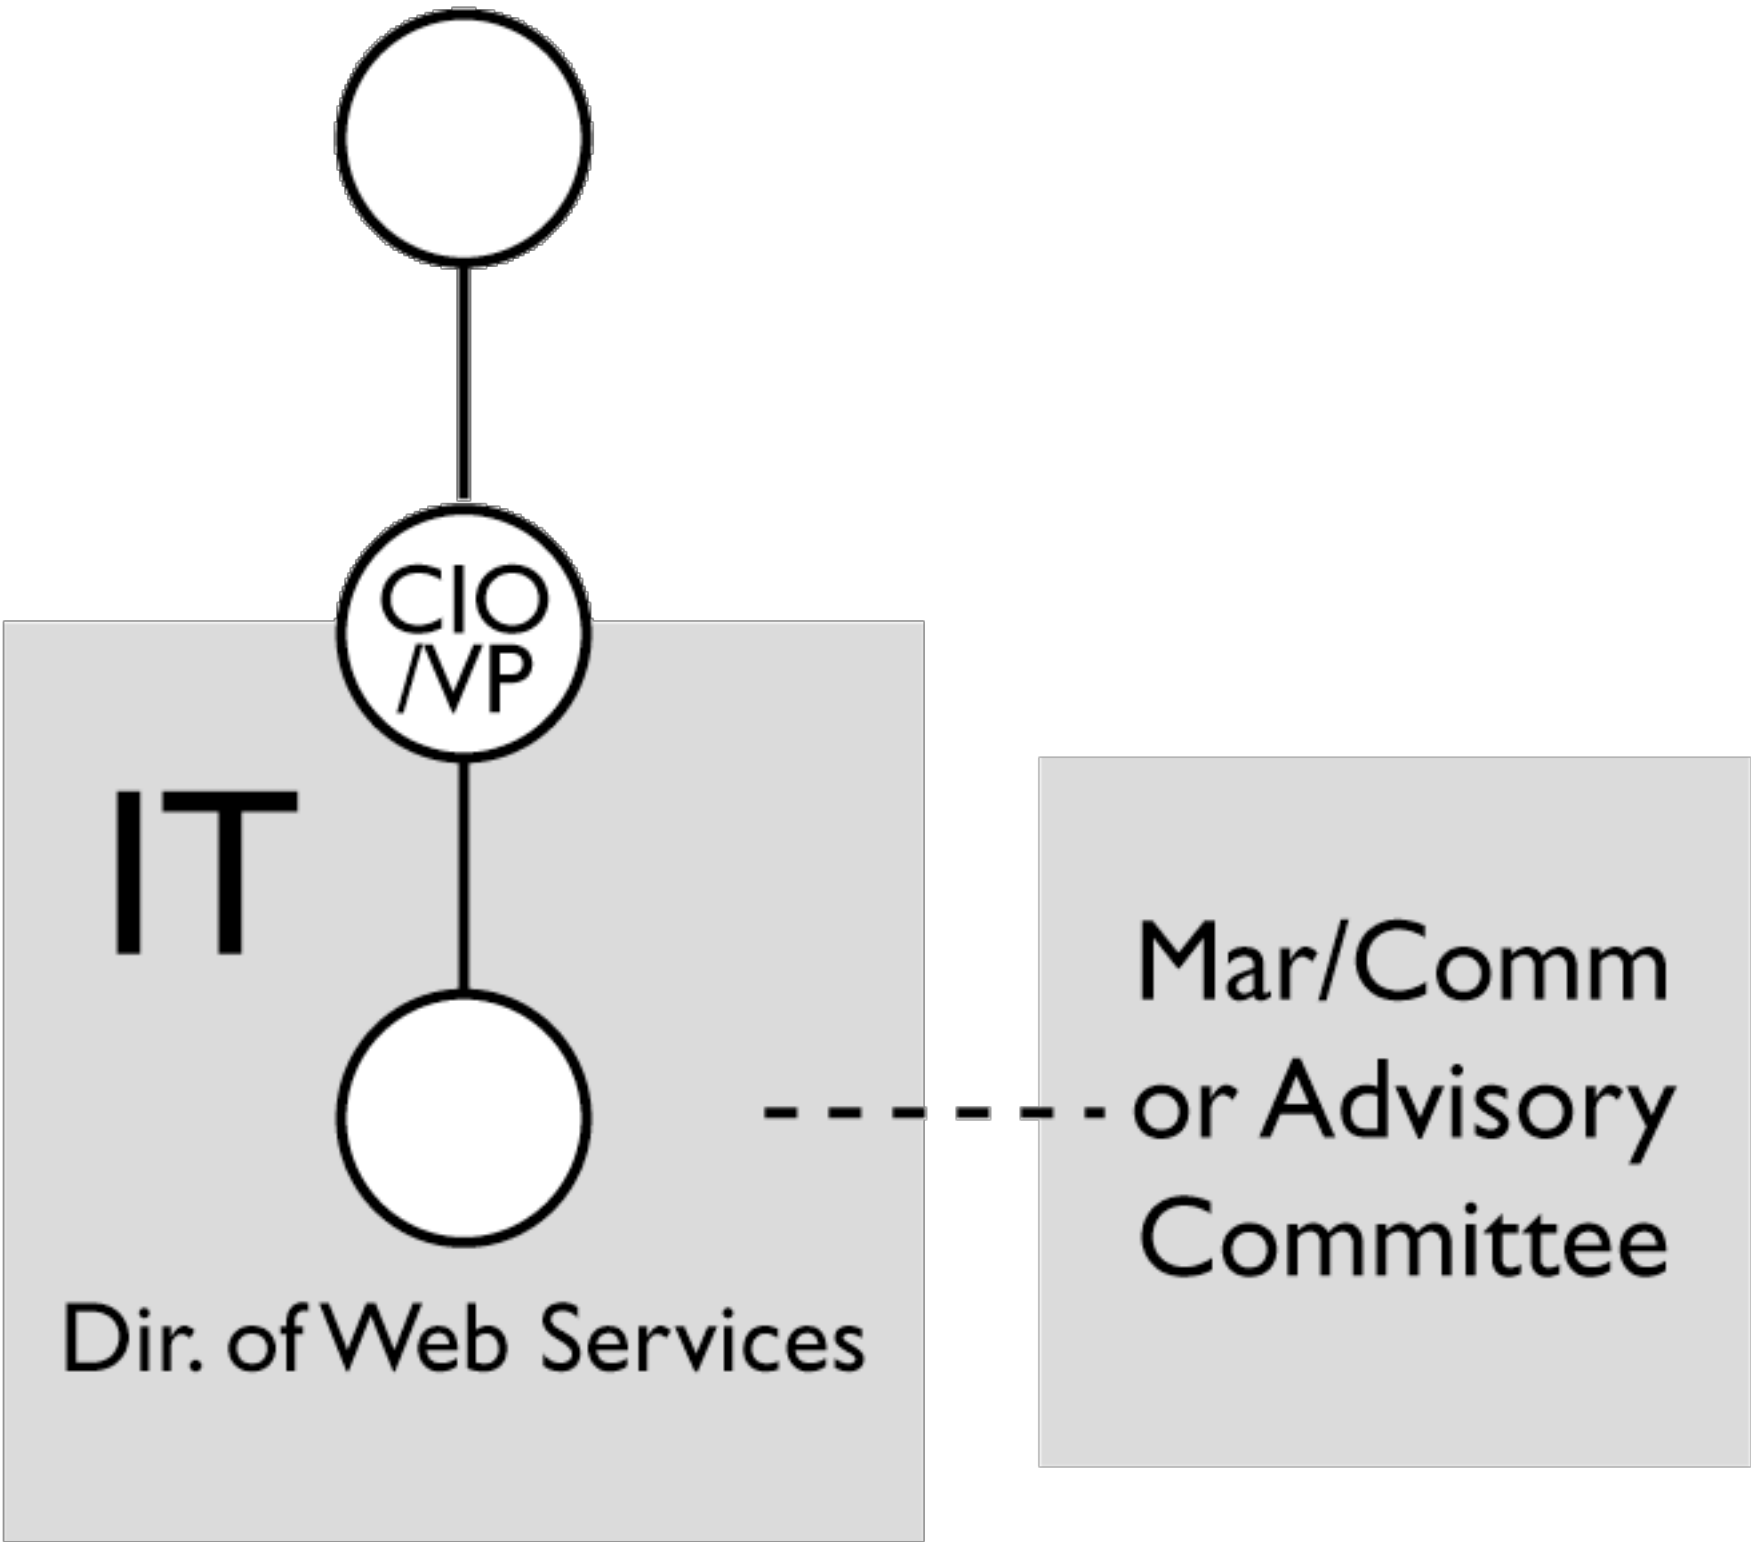 CIO
/VP
IT
Mar/Comm
or Advisory
Committee
Dir. of Web Services